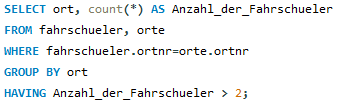 SELECT ort, count(*) AS Anzahl_der_Fahrschueler
FROM fahrschueler, orte
WHERE fahrschueler.ortnr=orte.ortnr
GROUP BY ort
HAVING Anzahl_der_Fahrschueler > 2;